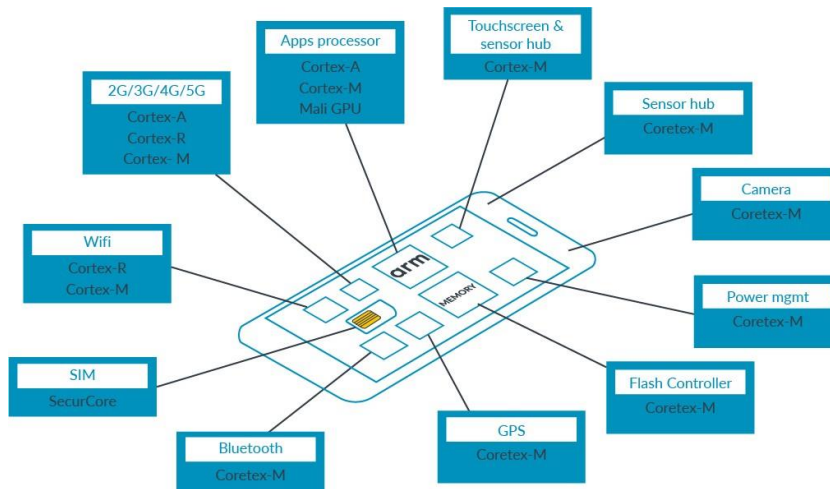 Apps processor
Cortex-A
Cortex-M
Mali GPU
Touchscreen &
sensor hub
Cortex-M
2G/3G/4G/5G
Cortex-A
Cortex-R
Cortex- M
Sensor hub
Coretex-M
Camera
Coretex-M
Wifi
Cortex-R
Cortex-M
arm
MEMORY
Power mgmt
Coretex-M
SIM
SecurCore
Flash Controller
Coretex-M
GPS
Coretex-M
Bluetooth
Coretex-M